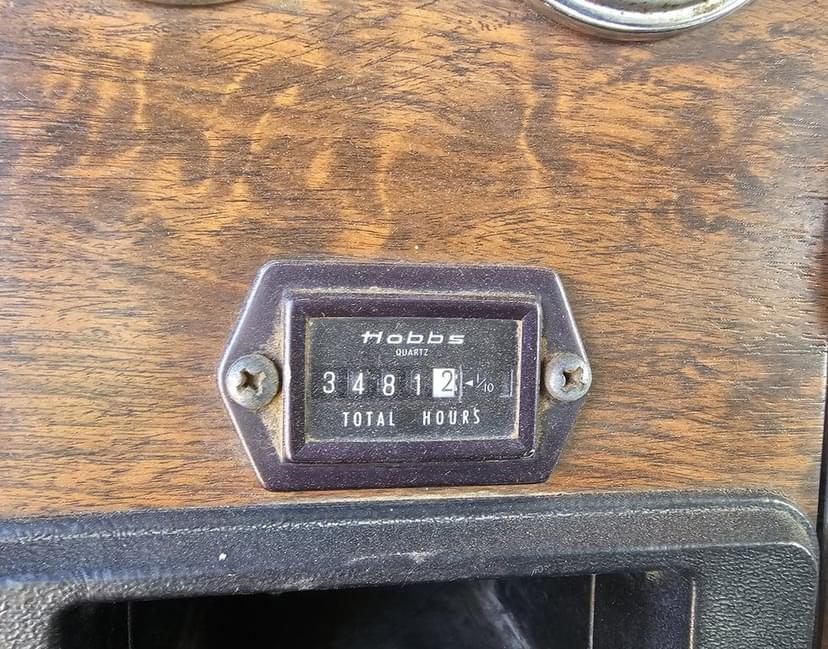 Hobbs
QUARTZ
3 4 8 1 2 ◄ 1/10
TOTAL HOURS